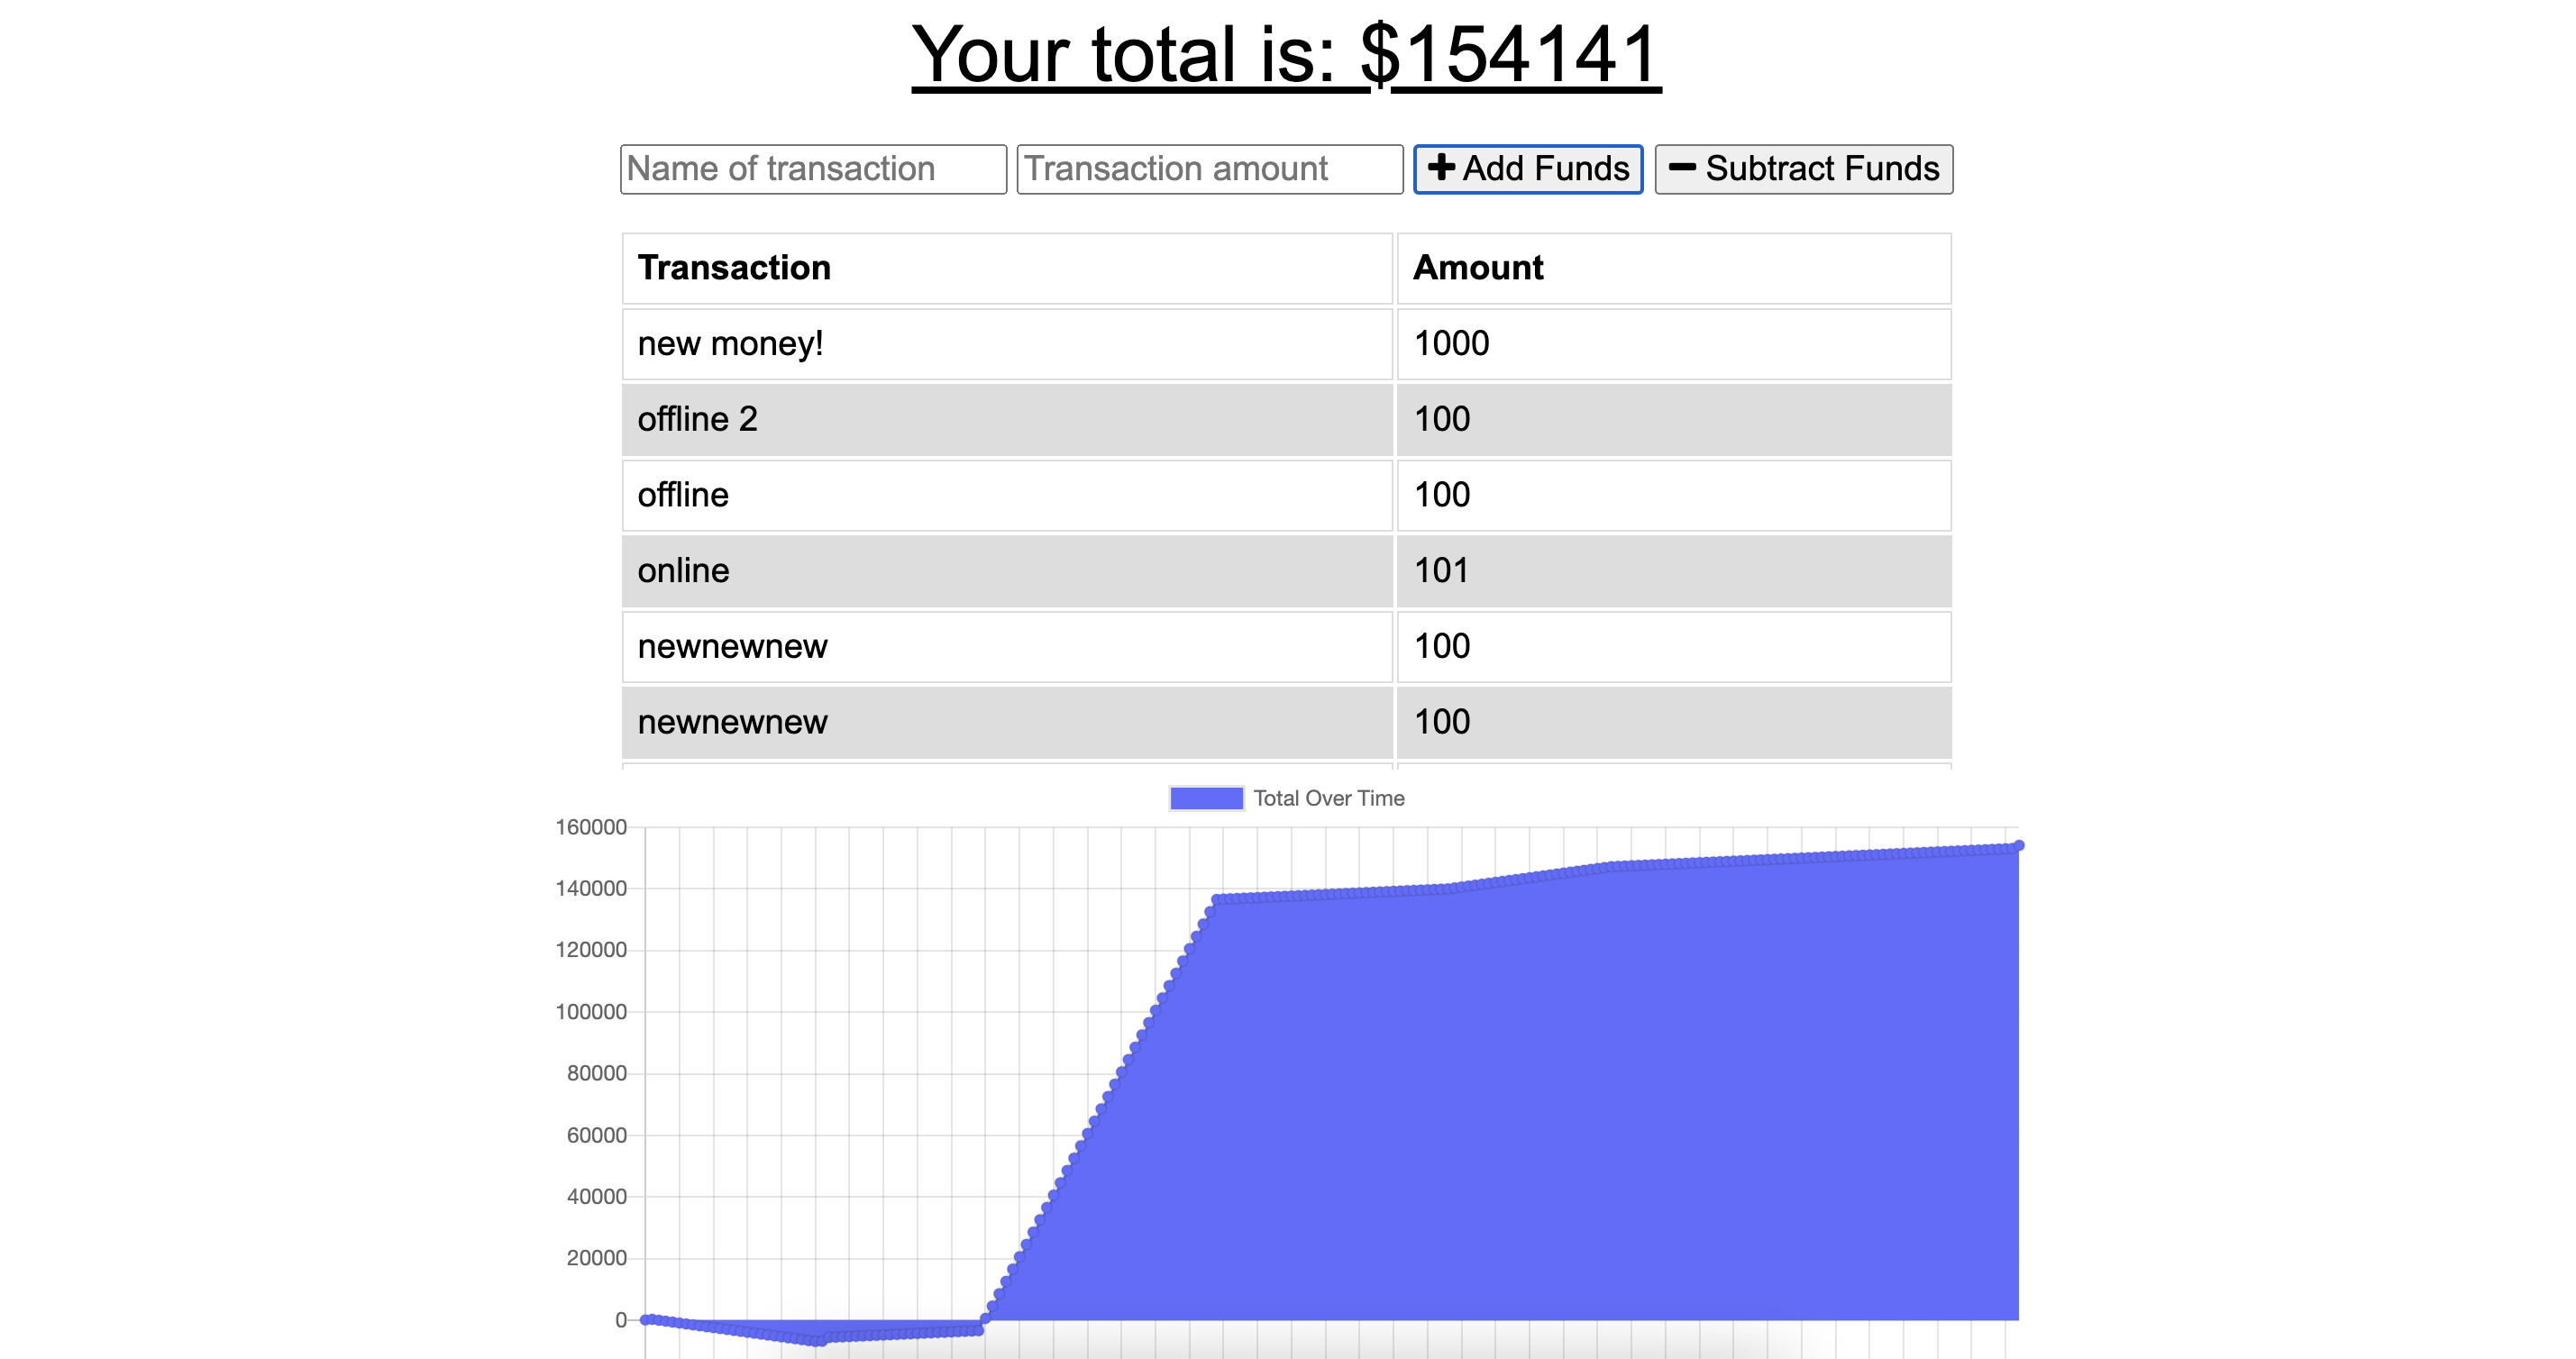 Your total is: $154141
Name of transaction Transaction amount Add Funds Subtract Funds
Transaction Amount
new money! 1000
offline 2 100
offline 100
online 101
newnewnew 100
newnewnew 100
Total Over Time
160000
140000
120000
100000
80000
60000
40000
20000
0